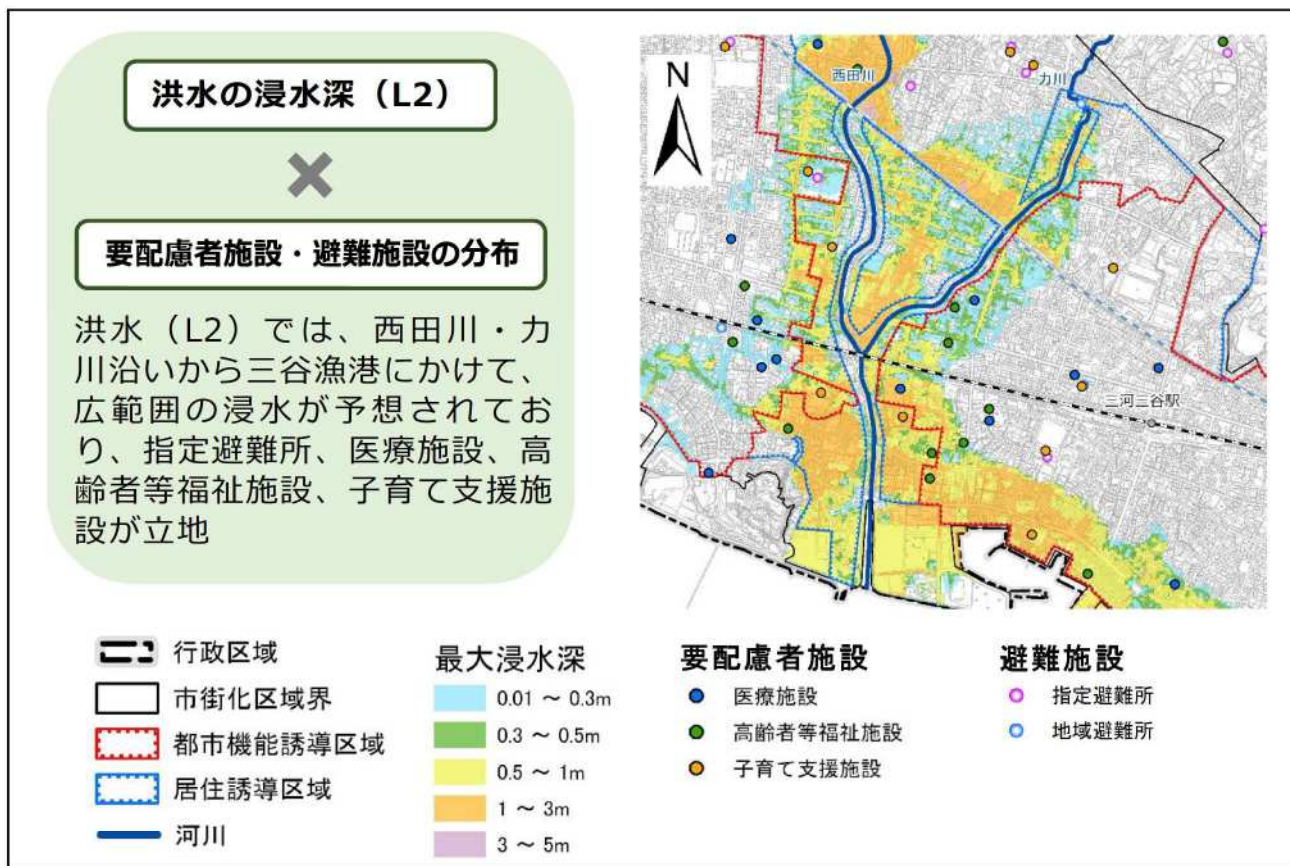 洪水の浸水深（L2）
要配慮者施設・避難施設の分布
洪水（L2）では、西田川・力
川沿いから三谷漁港にかけて、
広範囲の浸水が予想されてお
り、指定避難所、医療施設、高
齢者等福祉施設、子育て支援施
設が立地
N
西田川
力川
三河三谷駅
行政区域
市街化区域界
都市機能誘導区域
居住誘導区域
河川
最大浸水深
0.01 ～ 0.3m
0.3 ～ 0.5m
0.5 ～ 1m
1 ～ 3m
3 ～ 5m
要配慮者施設
医療施設
高齢者等福祉施設
子育て支援施設
避難施設
指定避難所
地域避難所